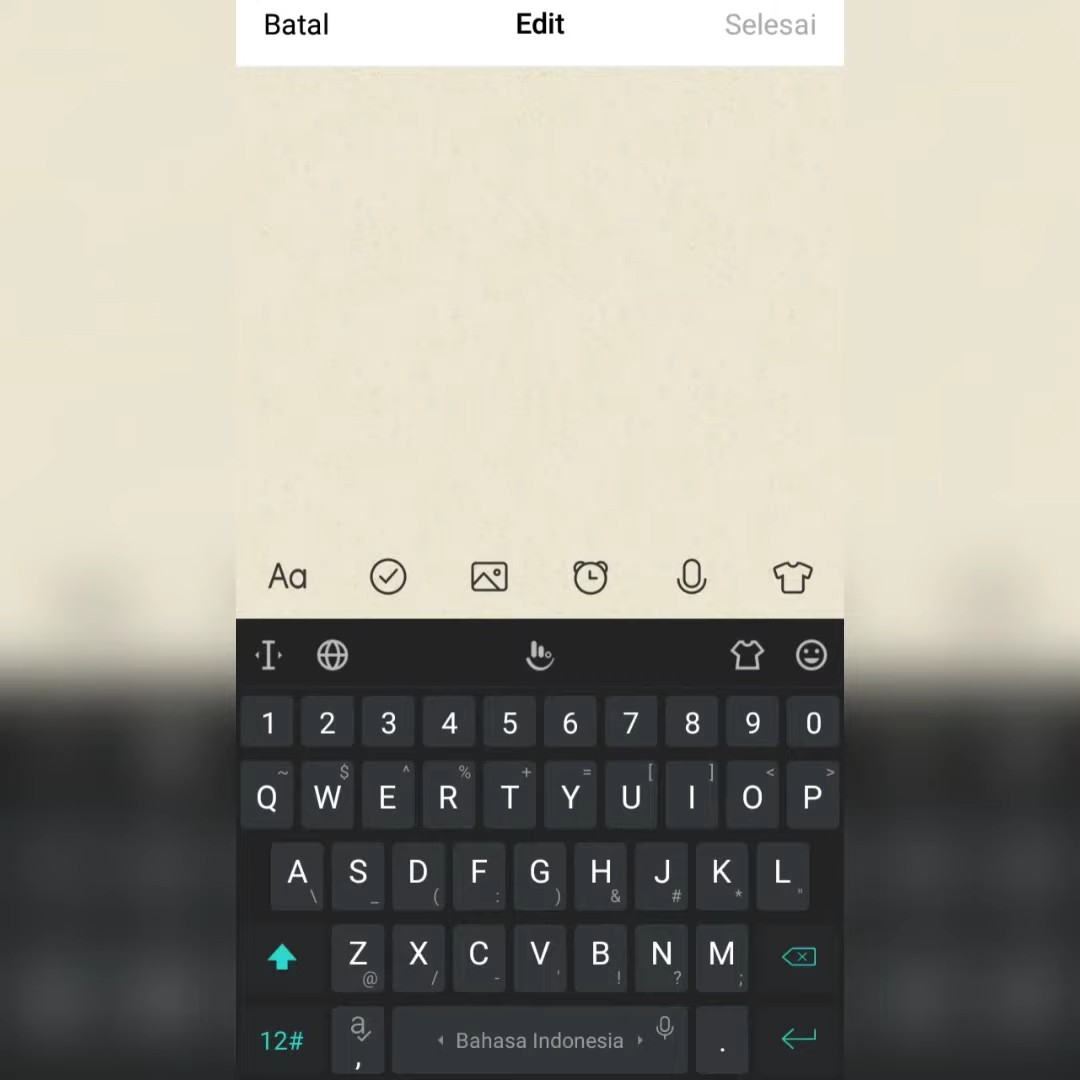 Batal Edit Selesai
Aa
1 2 3 4 5 6 7 8 9 0
~ $ ^ % + = [ ] < >
Q W E R T Y U I O P
A S D F G H J K L
\ _ ( : ) & # * "
Z X C V B N M
@ / - ' ! ? ;
12# a , Bahasa Indonesia .